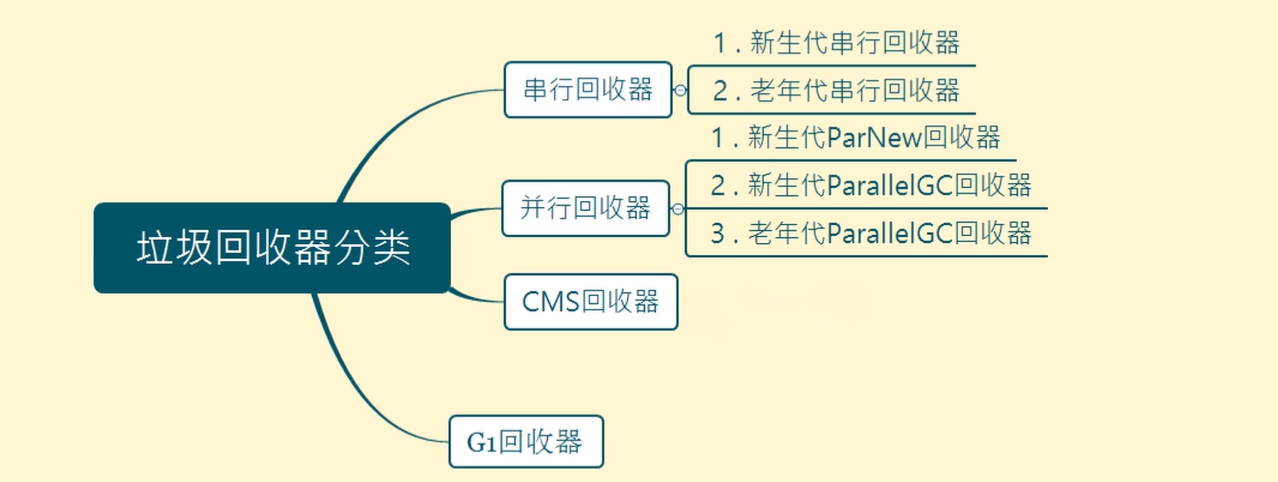 垃圾回收器分类
串行回收器
1 . 新生代串行回收器
2 . 老年代串行回收器
并行回收器
1 . 新生代ParNew回收器
2 . 新生代ParallelGC回收器
3 . 老年代ParallelGC回收器
CMS回收器
G1回收器